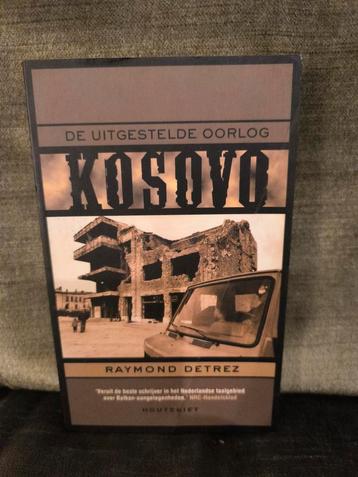 DE UITGESTELDE OORLOG
KOSOVO
RAYMOND DETREZ
'Veruit de beste schrijver in het Nederlandse taalgebied
over Balkan-aangelegenheden.' NRC-Handelsblad
HOUTEKIET